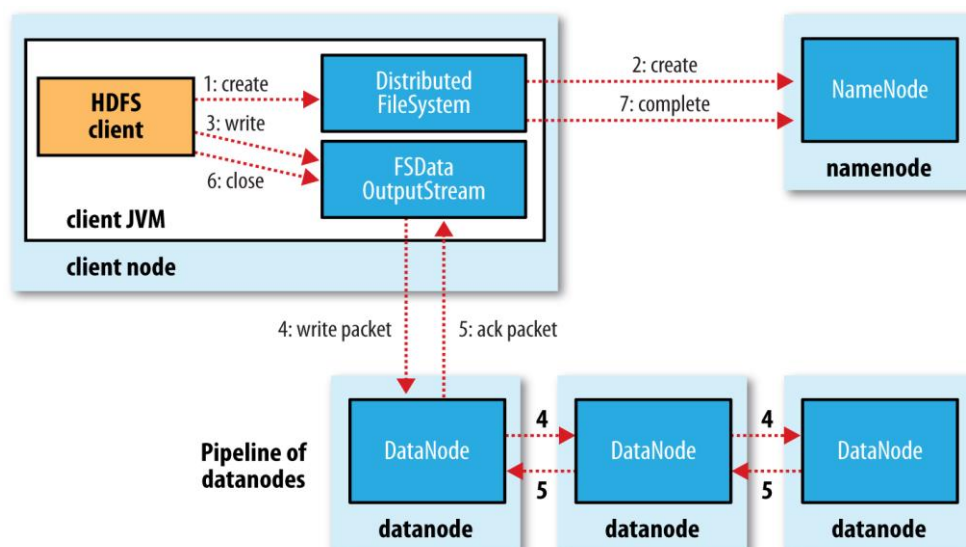 HDFS
client
1: create
3: write
6: close
Distributed
FileSystem
FSData
OutputStream
client JVM
client node
2: create
7: complete
NameNode
namenode
4: write packet
5: ack packet
Pipeline of
datanodes
DataNode
4
5
DataNode
4
5
DataNode
datanode
datanode
datanode